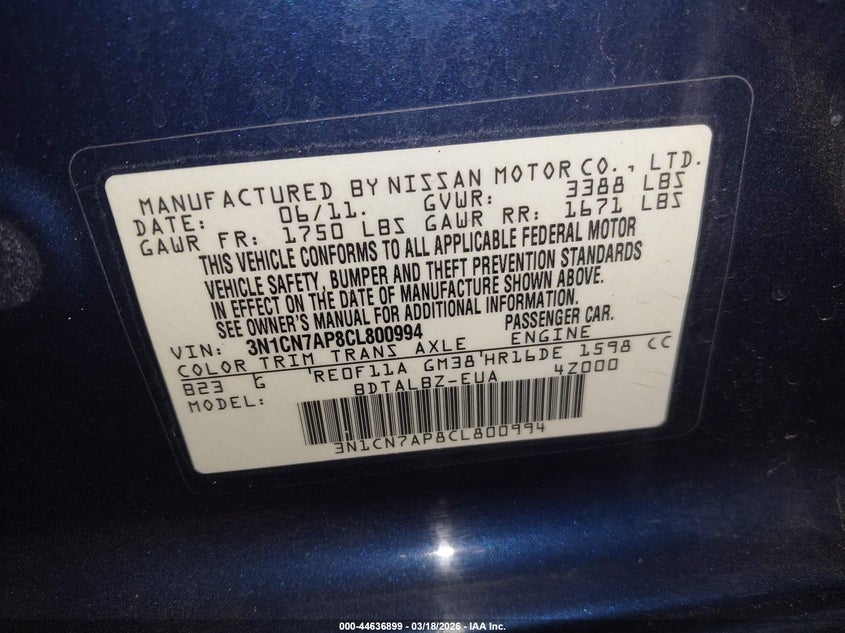 MANUFACTURED BY NISSAN MOTOR CO., LTD.
DATE: 06/11. GVWR: 3388 LBS
GAWR FR: 1750 LBS GAWR RR: 1671 LBS
THIS VEHICLE CONFORMS TO ALL APPLICABLE FEDERAL MOTOR
VEHICLE SAFETY, BUMPER AND THEFT PREVENTION STANDARDS
IN EFFECT ON THE DATE OF MANUFACTURE SHOWN ABOVE.
SEE OWNER'S MANUAL FOR ADDITIONAL INFORMATION.
VIN: 3N1CN7AP8CL800994 PASSENGER CAR.
COLOR TRIM TRANS AXLE ENGINE
B23 G RE0F11A GM38 HR16DE 1598 CC
MODEL: BDTALBZ-EUA 4Z000
3N1CN7AP8CL800994
000-44636899 — 03/18/2026 — IAA Inc.